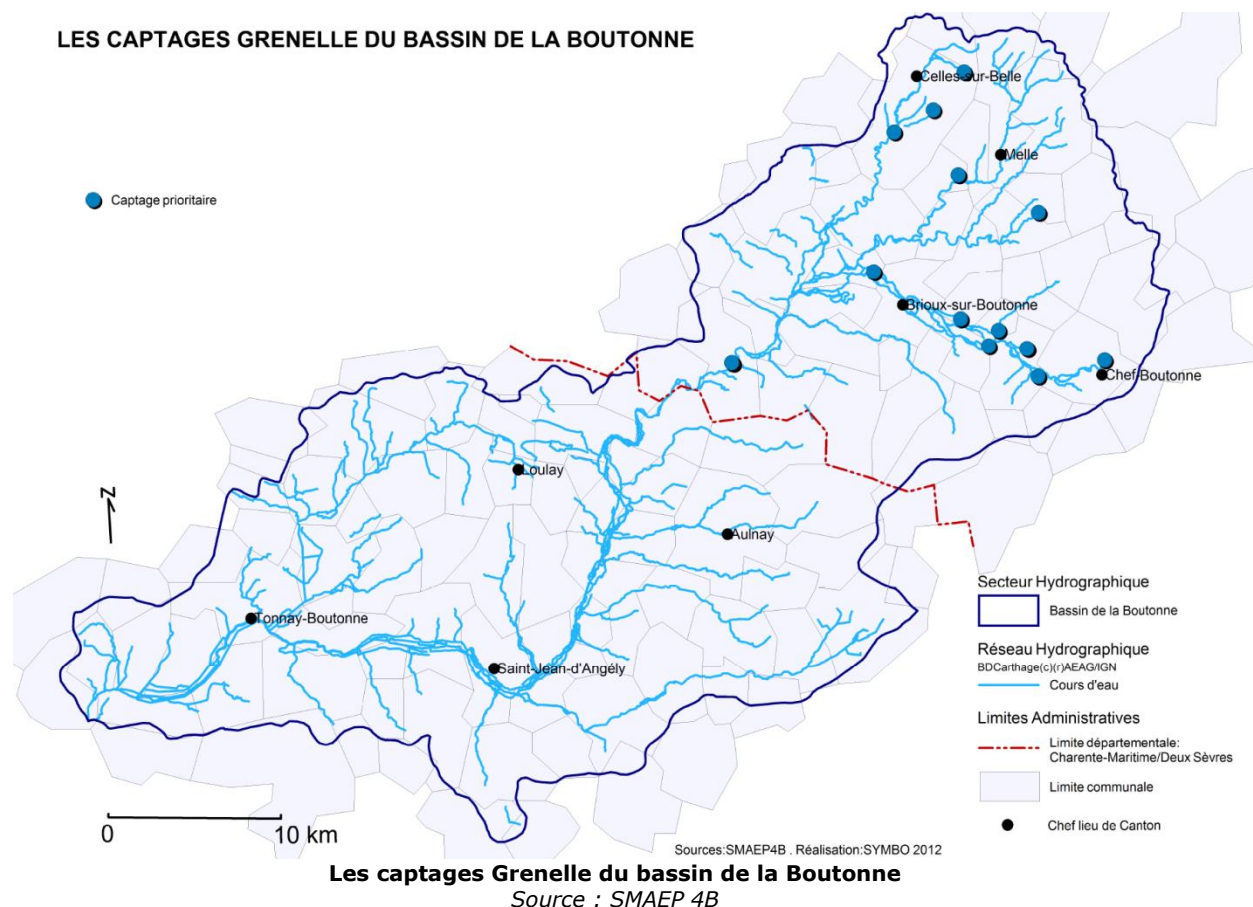 LES CAPTAGES GRENELLE DU BASSIN DE LA BOUTONNE
Celles-sur-Belle
Melle
Captage prioritaire
Brioux-sur-Boutonne
Chef-Boutonne
Loulay
N
Aulnay
Secteur Hydrographique
Bassin de la Boutonne
Tonnay-Boutonne
Réseau Hydrographique
BDCarthage(c)(r)AEAG/IGN
Saint-Jean-d'Angély
Cours d'eau
Limites Administratives
Limite départementale:
Charente-Maritime/Deux Sèvres
Limite communale
Chef lieu de Canton
0 10 km
Sources:SMAEP4B . Réalisation:SYMBO 2012
Les captages Grenelle du bassin de la Boutonne
Source : SMAEP 4B